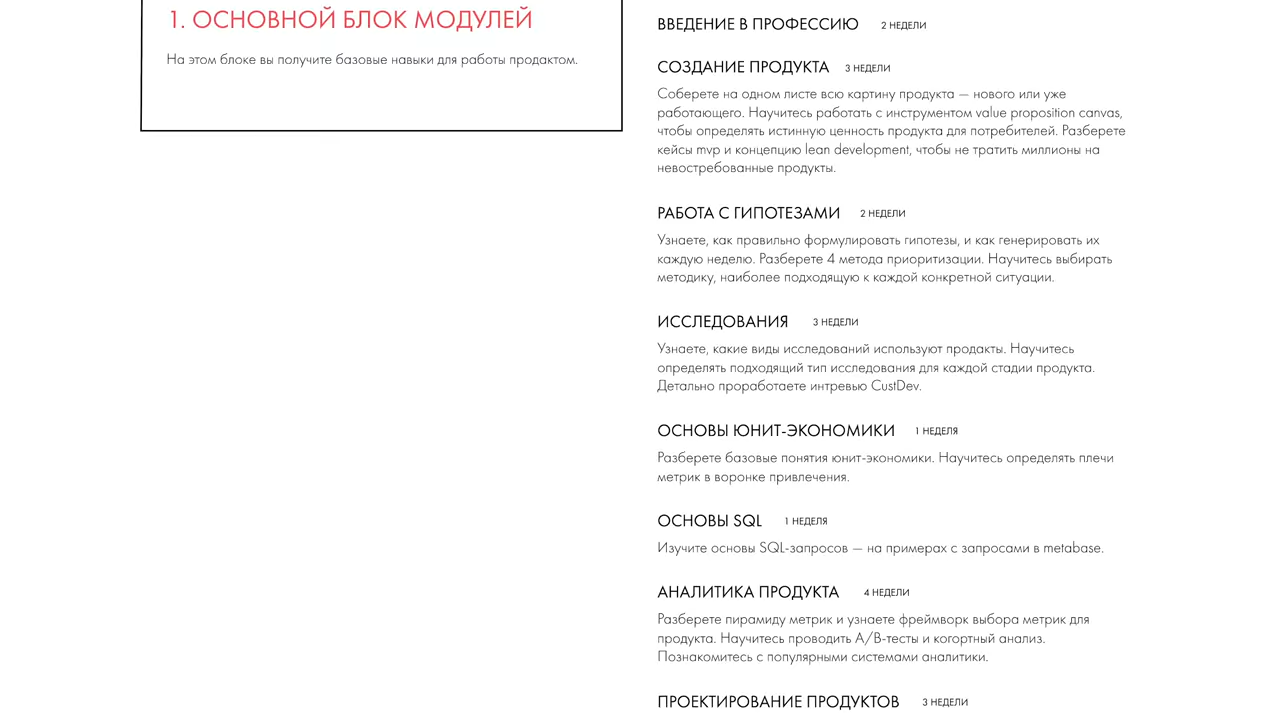 1. ОСНОВНОЙ БЛОК МОДУЛЕЙ
На этом блоке вы получите базовые навыки для работы продактом.
ВВЕДЕНИЕ В ПРОФЕССИЮ 2 НЕДЕЛИ
СОЗДАНИЕ ПРОДУКТА 3 НЕДЕЛИ
Соберете на одном листе всю картину продукта — нового или уже
работающего. Научитесь работать с инструментом value proposition canvas,
чтобы определять истинную ценность продукта для потребителей. Разберете
кейсы mvp и концепцию lean development, чтобы не тратить миллионы на
невостребованные продукты.
РАБОТА С ГИПОТЕЗАМИ 2 НЕДЕЛИ
Узнаете, как правильно формулировать гипотезы, и как генерировать их
каждую неделю. Разберете 4 метода приоритизации. Научитесь выбирать
методику, наиболее подходящую к каждой конкретной ситуации.
ИССЛЕДОВАНИЯ 3 НЕДЕЛИ
Узнаете, какие виды исследований используют продакты. Научитесь
определять подходящий тип исследования для каждой стадии продукта.
Детально проработаете интревью CustDev.
ОСНОВЫ ЮНИТ-ЭКОНОМИКИ 1 НЕДЕЛЯ
Разберете базовые понятия юнит-экономики. Научитесь определять плечи
метрик в воронке привлечения.
ОСНОВЫ SQL 1 НЕДЕЛЯ
Изучите основы SQL-запросов — на примерах с запросами в metabase.
АНАЛИТИКА ПРОДУКТА 4 НЕДЕЛИ
Разберете пирамиду метрик и узнаете фреймворк выбора метрик для
продукта. Научитесь проводить A/B-тесты и когортный анализ.
Познакомитесь с популярными системами аналитики.
ПРОЕКТИРОВАНИЕ ПРОДУКТОВ 3 НЕДЕЛИ